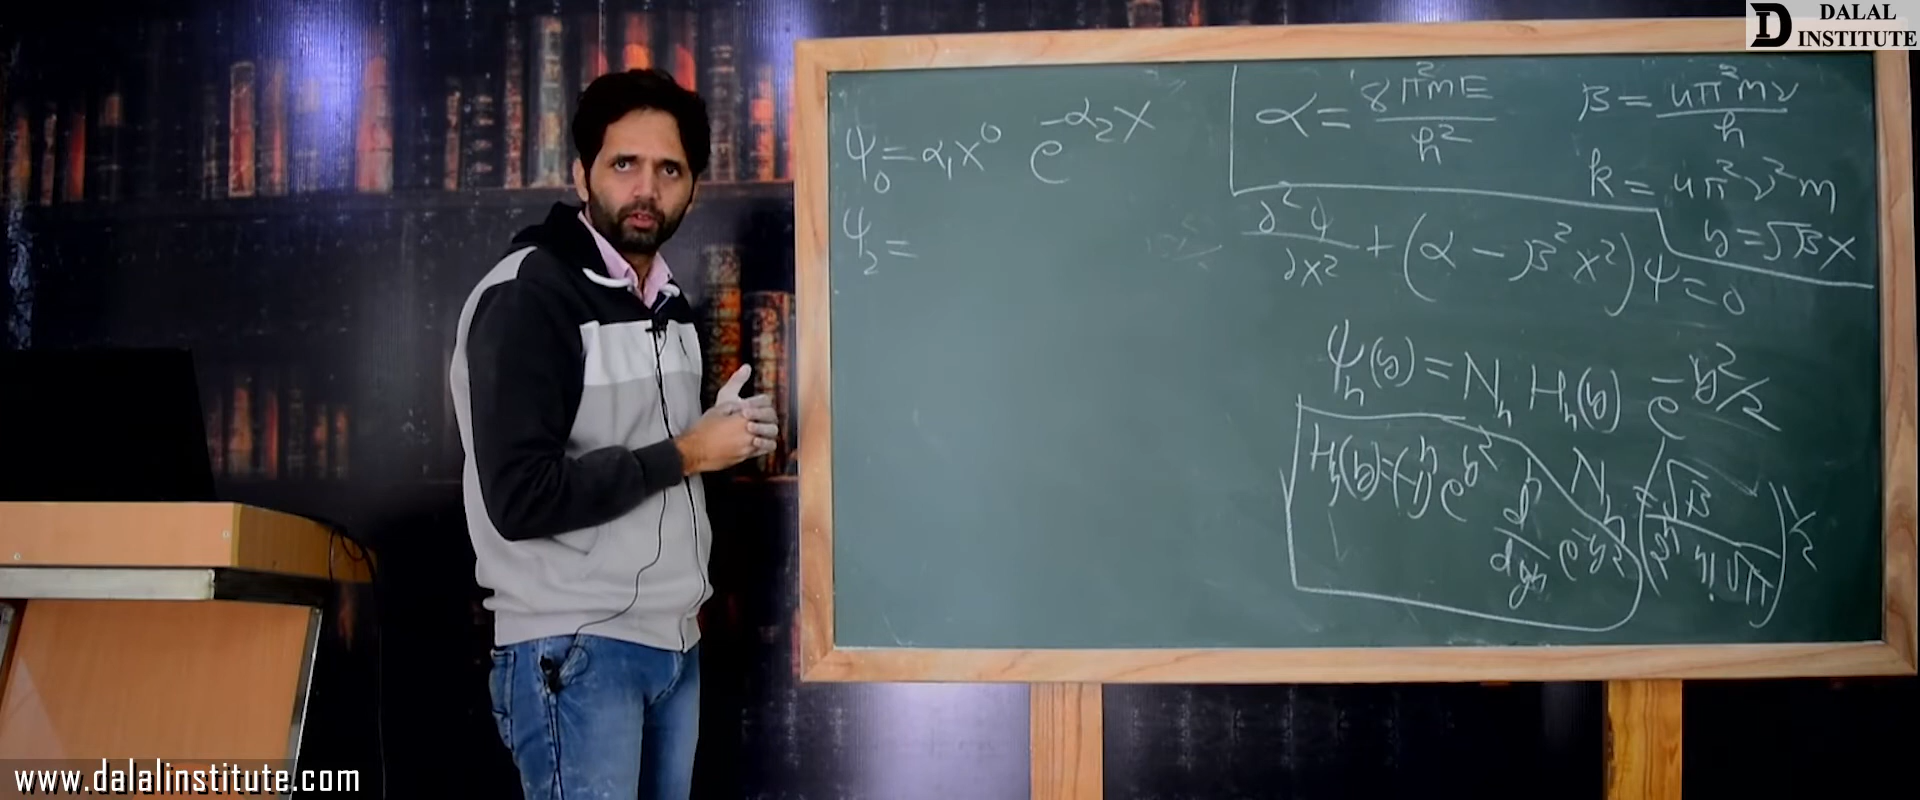 DALAL
INSTITUTE
ψ₀ = α₁x⁰ e^(-α₂x)
ψ₂ =
α = 8π²mE / h²
β = 4π²mν / h
k = 4π²ν²m
y = √β x
∂²ψ/∂x² + (α - β²x²) ψ = 0
ψₙ(y) = Nₙ Hₙ(y) e^(-y²/2)
Hₙ(y) = (-1)ⁿ e^(y²) dⁿ/dyⁿ e^(-y²)
Nₙ = (√β / 2ⁿ n! √π)^(1/2)
www.dalalinstitute.com